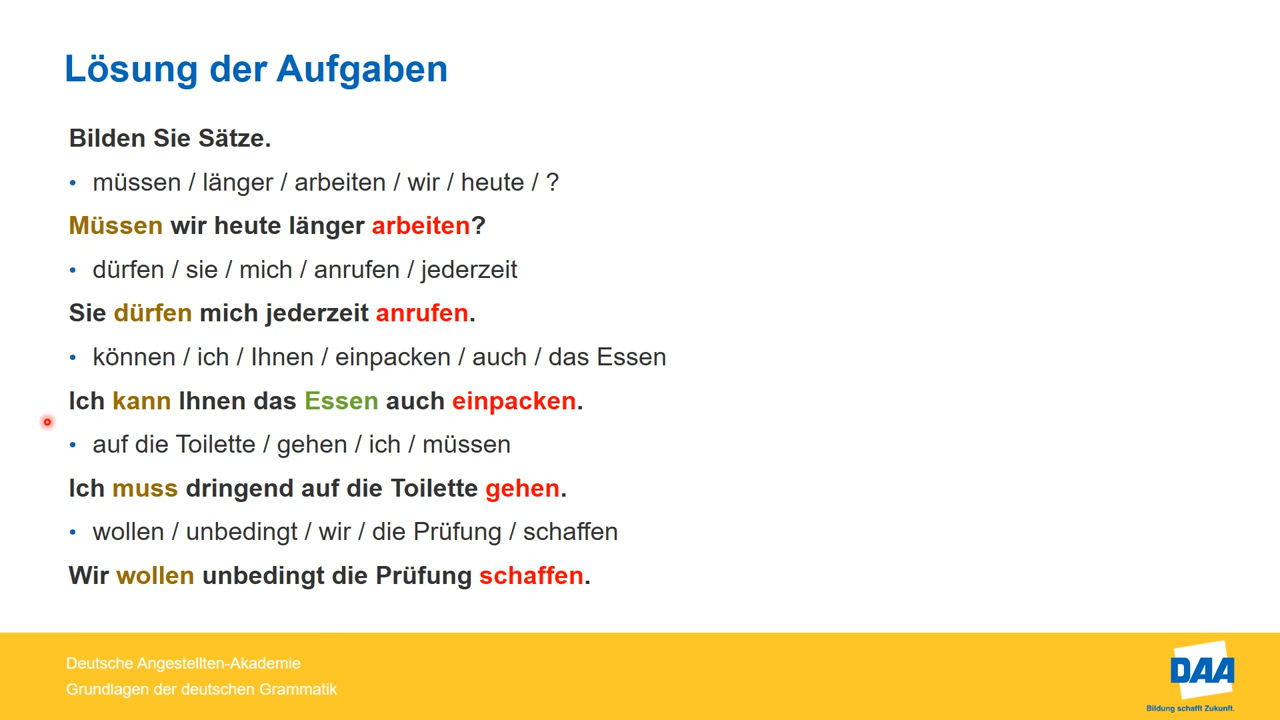 Lösung der Aufgaben
Bilden Sie Sätze.
• müssen / länger / arbeiten / wir / heute / ?
Müssen wir heute länger arbeiten?
• dürfen / sie / mich / anrufen / jederzeit
Sie dürfen mich jederzeit anrufen.
• können / ich / Ihnen / einpacken / auch / das Essen
Ich kann Ihnen das Essen auch einpacken.
• auf die Toilette / gehen / ich / müssen
Ich muss dringend auf die Toilette gehen.
• wollen / unbedingt / wir / die Prüfung / schaffen
Wir wollen unbedingt die Prüfung schaffen.
Deutsche Angestellten-Akademie
Grundlagen der deutschen Grammatik
DAA
Bildung schafft Zukunft.